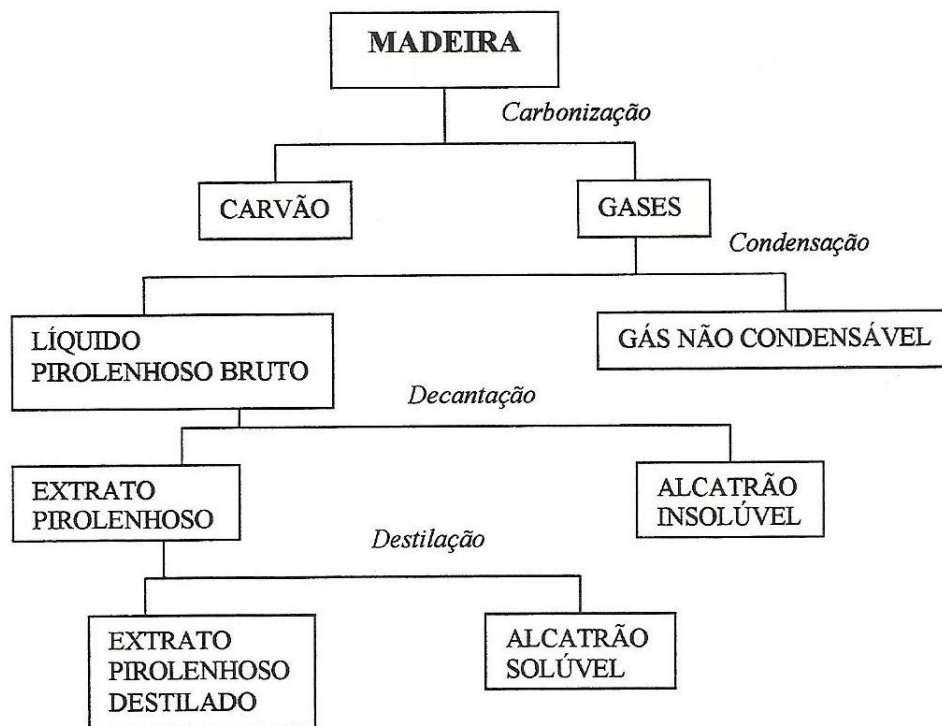 MADEIRA
Carbonização
CARVÃO
GASES
Condensação
LÍQUIDO
PIROLENHOSO BRUTO
GÁS NÃO CONDENSÁVEL
Decantação
EXTRATO
PIROLENHOSO
ALCATRÃO
INSOLÚVEL
Destilação
EXTRATO
PIROLENHOSO
DESTILADO
ALCATRÃO
SOLÚVEL